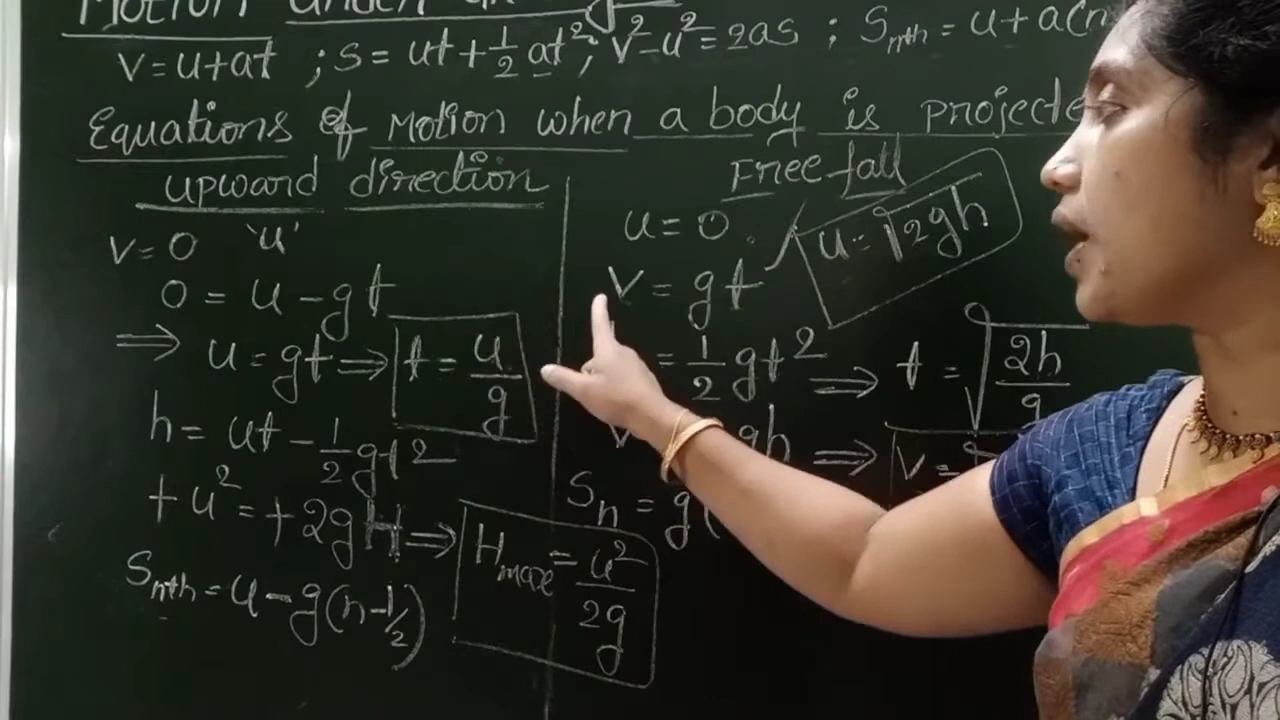 Motion under
v=u+at ; s = ut + 1/2 at², v²-u²=2as ; Snth = u+a(n
Equations of Motion when a body is projecte
upward direction
v=0 'u'
0 = u - gt
⇒ u = gt ⇒ t = u/g
h = ut - 1/2 gt²
+u² = +2gH ⇒ Hmax = u²/2g
Snth = u - g(n-1/2)
Free fall
u = 0
u = √2gh
v = gt
= 1/2 gt² ⇒ t = √2h/g
v gh ⇒ v =
Sn = g(